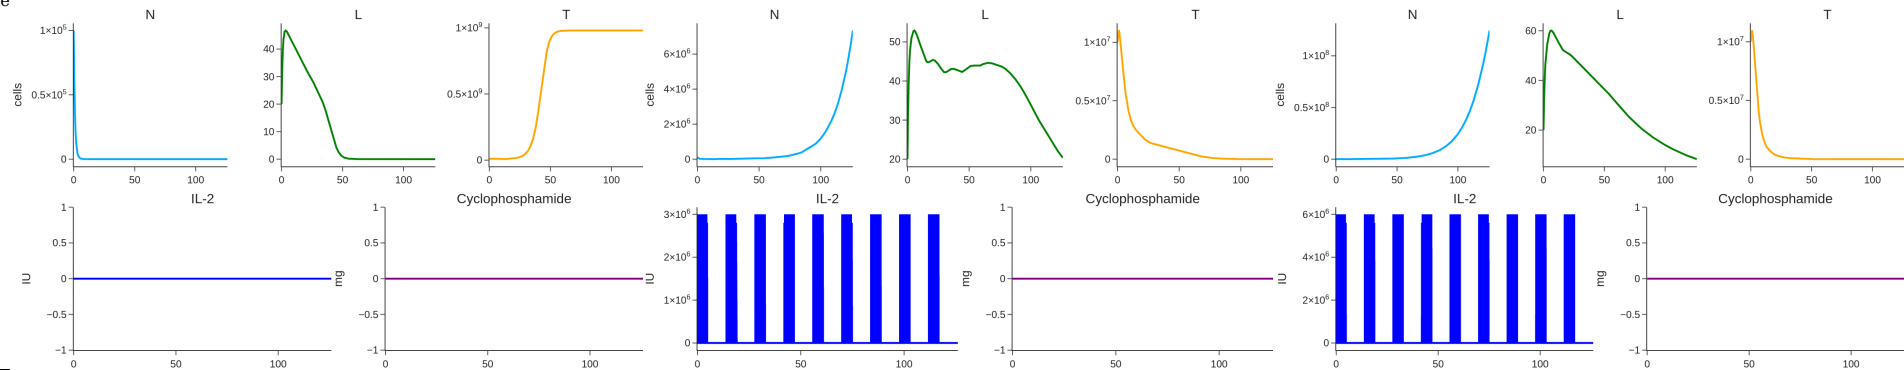 e
N L T N L T N L T
1×10⁵ 0.5×10⁵ 0 cells 0 50 100
40 30 20 10 0 0 50 100
1×10⁹ 0.5×10⁹ 0 0 50 100
6×10⁶ 4×10⁶ 2×10⁶ 0 cells 0 50 100
50 40 30 20 0 50 100
1×10⁷ 0.5×10⁷ 0 0 50 100
1×10⁸ 0.5×10⁸ 0 cells 0 50 100
60 40 20 0 50 100
1×10⁷ 0.5×10⁷ 0 0 50 100
IL-2 Cyclophosphamide IL-2 Cyclophosphamide IL-2 Cyclophosphamide
1 0.5 0 −0.5 −1 IU 0 50 100
1 0.5 0 −0.5 −1 mg 0 50 100
3×10⁶ 2×10⁶ 1×10⁶ 0 IU 0 50 100
1 0.5 0 −0.5 −1 mg 0 50 100
6×10⁶ 4×10⁶ 2×10⁶ 0 IU 0 50 100
1 0.5 0 −0.5 −1 mg 0 50 100